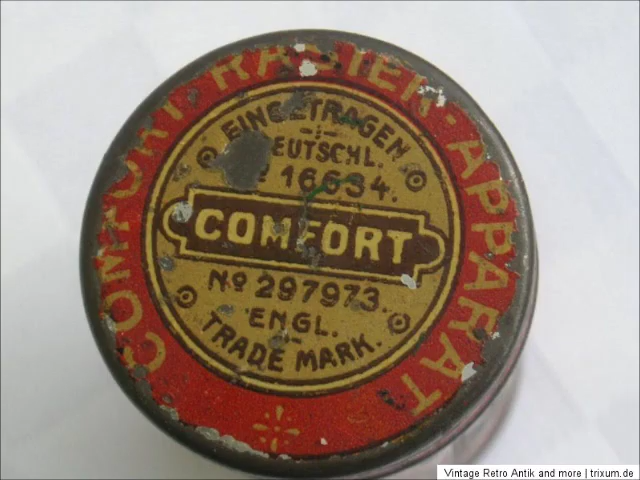 COMFORT RASIER-APPARAT
EINGETRAGEN
DEUTSCHL.
No 16634.
COMFORT
No 297973.
ENGL.
TRADE MARK.
Vintage Retro Antik and more | trixum.de